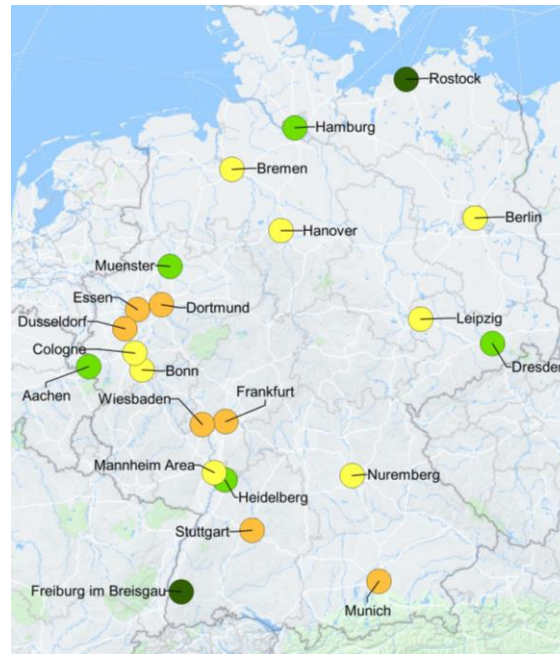 Rostock
Hamburg
Bremen
Berlin
Hanover
Muenster
Essen
Dortmund
Dusseldorf
Leipzig
Cologne
Dresden
Bonn
Aachen
Wiesbaden
Frankfurt
Mannheim Area
Nuremberg
Heidelberg
Stuttgart
Freiburg im Breisgau
Munich